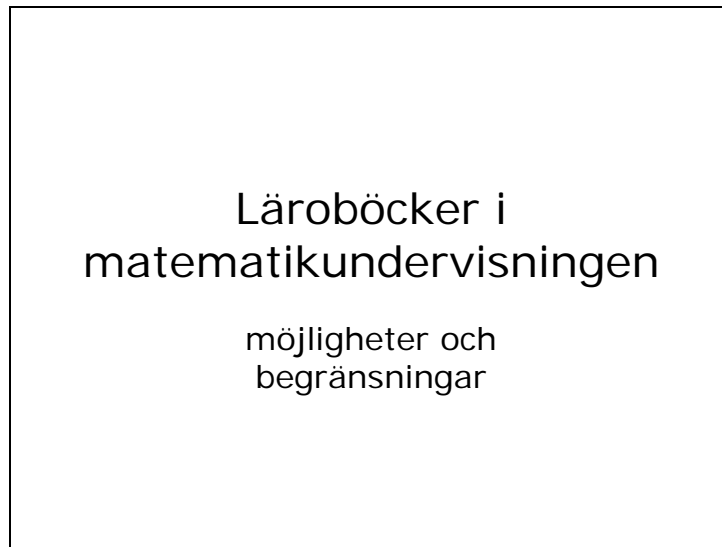 Läroböcker i
matematikundervisningen
möjligheter och
begränsningar